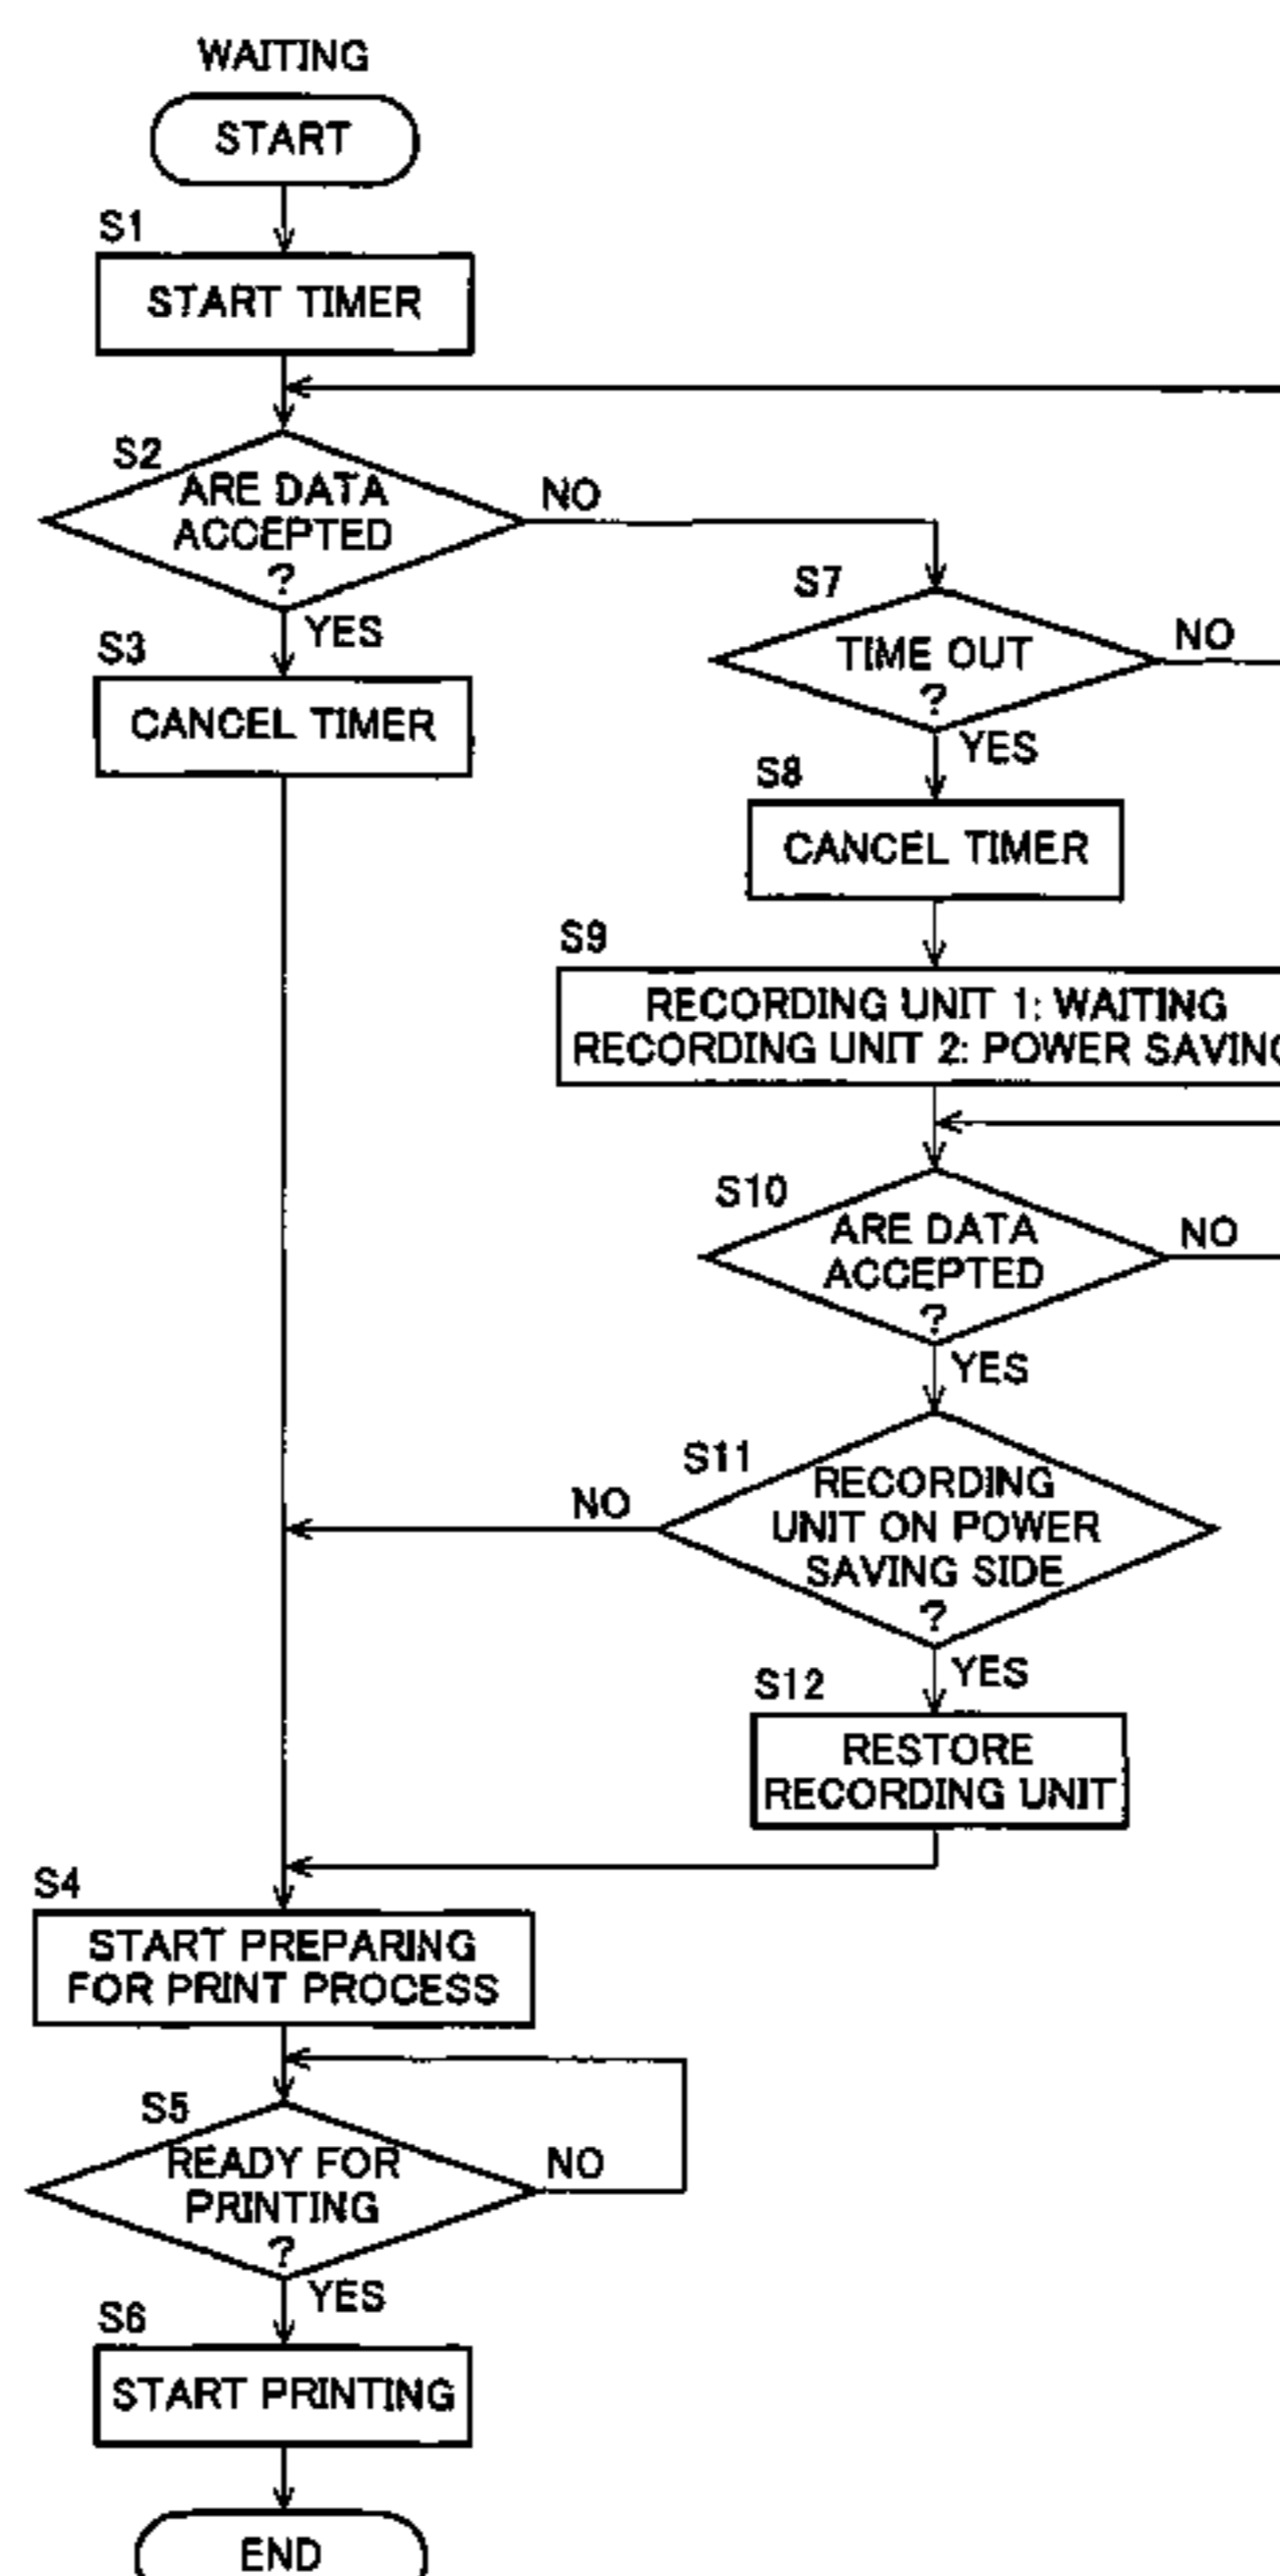 WAITING
START
S1
START TIMER
S2
ARE DATA
ACCEPTED
?
NO
YES
S3
CANCEL TIMER
S7
TIME OUT
?
NO
YES
S8
CANCEL TIMER
S9
RECORDING UNIT 1: WAITING
RECORDING UNIT 2: POWER SAVING
S10
ARE DATA
ACCEPTED
?
NO
YES
S11
RECORDING
UNIT ON POWER
SAVING SIDE
?
NO
YES
S12
RESTORE
RECORDING UNIT
S4
START PREPARING
FOR PRINT PROCESS
S5
READY FOR
PRINTING
?
NO
YES
S6
START PRINTING
END